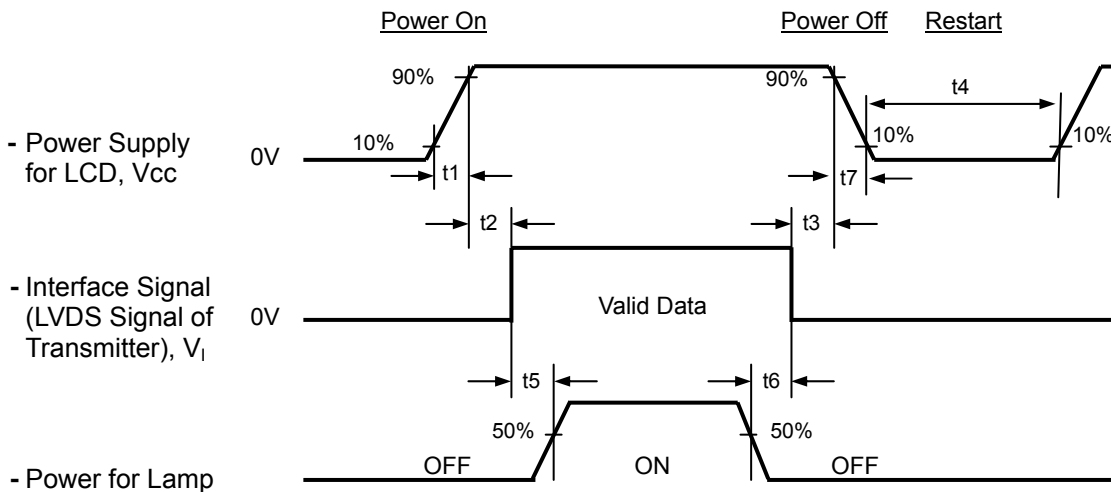 Power On
Power Off
Restart
90%
90%
t4
- Power Supply
for LCD, Vcc
0V
10%
10%
10%
t1
t7
t2
t3
- Interface Signal
(LVDS Signal of
Transmitter), VI
0V
Valid Data
t5
t6
50%
50%
- Power for Lamp
OFF
ON
OFF